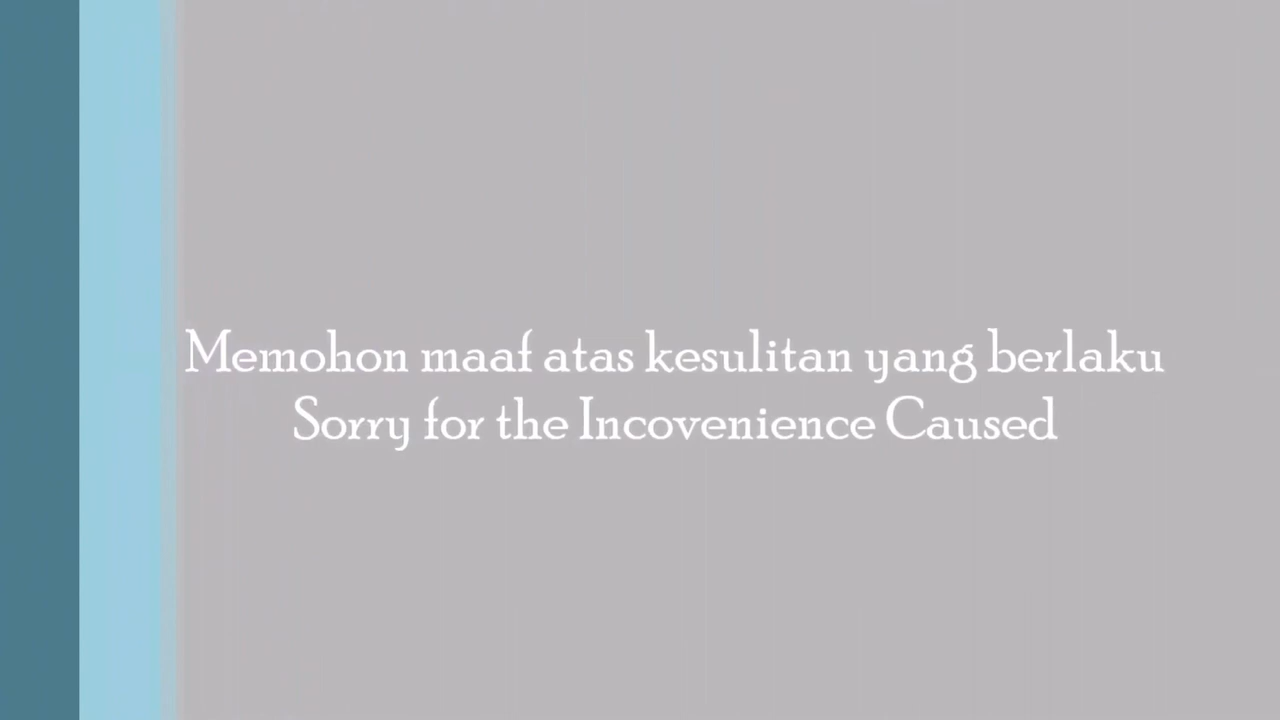 Memohon maaf atas kesulitan yang berlaku
Sorry for the Incovenience Caused